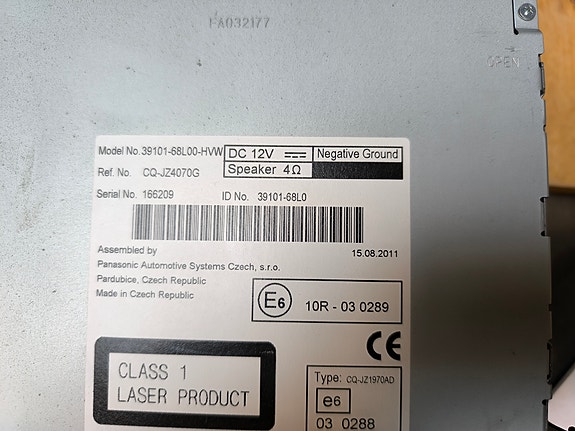 FA032177
OPEN
Model No. 39101-68L00-HVW
DC 12V
Negative Ground
Speaker 4Ω
Ref. No. CQ-JZ4070G
Serial No. 166209
ID No. 39101-68L0
Assembled by
15.08.2011
Panasonic Automotive Systems Czech, s.r.o.
Pardubice, Czech Republic
Made in Czech Republic
E6
10R - 03 0289
CE
CLASS 1
LASER PRODUCT
Type: CQ-JZ1970AD
e6
03 0288